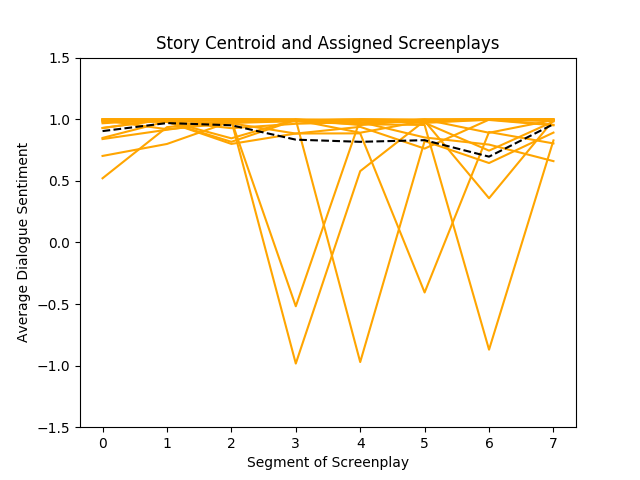 Story Centroid and Assigned Screenplays
1.5
1.0
0.5
0.0
−0.5
−1.0
−1.5
Average Dialogue Sentiment
0 1 2 3 4 5 6 7
Segment of Screenplay